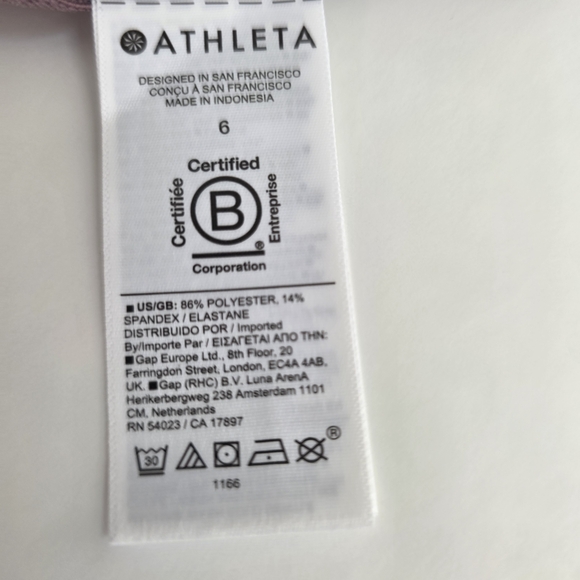 ATHLETA
DESIGNED IN SAN FRANCISCO
CONÇU À SAN FRANCISCO
MADE IN INDONESIA
6
Certified
Certifiée
B
Entreprise
®
Corporation
US/GB: 86% POLYESTER, 14%
SPANDEX / ELASTANE
DISTRIBUIDO POR / Imported
By/Importe Par / ΕΙΣΑΓΕΤΑΙ ΑΠΟ ΤΗΝ:
Gap Europe Ltd., 8th Floor, 20
Farringdon Street, London, EC4A 4AB,
UK. Gap (RHC) B.V. Luna ArenA
Herikerbergweg 238 Amsterdam 1101
CM, Netherlands
RN 54023 / CA 17897
30
®
1166